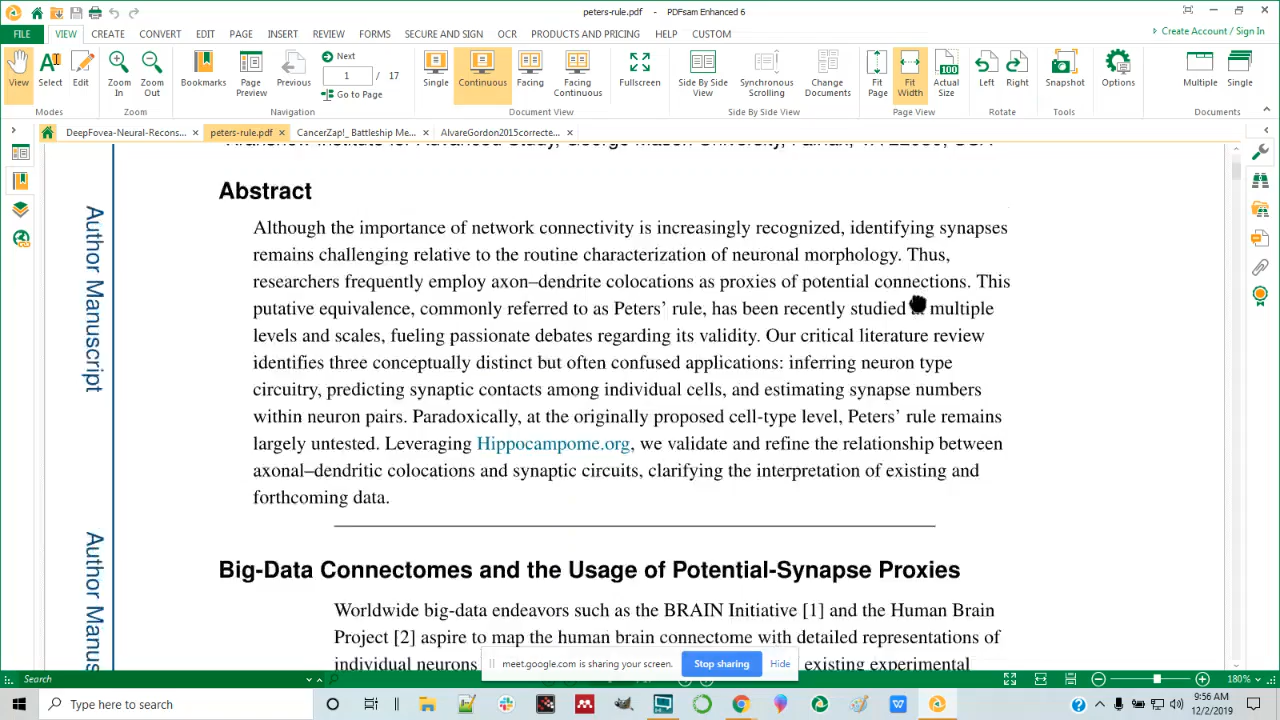 peters-rule.pdf - PDFsam Enhanced 6
FILE VIEW CREATE CONVERT EDIT PAGE INSERT REVIEW FORMS SECURE AND SIGN OCR PRODUCTS AND PRICING HELP CUSTOM
Create Account / Sign In
View Select Edit Zoom In Zoom Out Bookmarks Page Preview Previous Next 1 / 17 Go to Page Single Continuous Facing Facing Continuous Fullscreen Side By Side View Synchronous Scrolling Change Documents Fit Page Fit Width Actual Size 100 Left Right Snapshot Options Multiple Single
Modes Zoom Navigation Document View Side By Side View Page View Rotate Tools Documents
DeepFovea-Neural-Recons... peters-rule.pdf CancerZap!_ Battleship Me... AlvareGordon2015correcte...
Author Manuscript
Abstract
Although the importance of network connectivity is increasingly recognized, identifying synapses
remains challenging relative to the routine characterization of neuronal morphology. Thus,
researchers frequently employ axon–dendrite colocations as proxies of potential connections. This
putative equivalence, commonly referred to as Peters' rule, has been recently studied multiple
levels and scales, fueling passionate debates regarding its validity. Our critical literature review
identifies three conceptually distinct but often confused applications: inferring neuron type
circuitry, predicting synaptic contacts among individual cells, and estimating synapse numbers
within neuron pairs. Paradoxically, at the originally proposed cell-type level, Peters' rule remains
largely untested. Leveraging Hippocampome.org, we validate and refine the relationship between
axonal–dendritic colocations and synaptic circuits, clarifying the interpretation of existing and
forthcoming data.
Author Manus
Big-Data Connectomes and the Usage of Potential-Synapse Proxies
Worldwide big-data endeavors such as the BRAIN Initiative [1] and the Human Brain
Project [2] aspire to map the human brain connectome with detailed representations of
individual neurons existing experimental
meet.google.com is sharing your screen. Stop sharing Hide
Search
180%
Type here to search
9:56 AM
12/2/2019